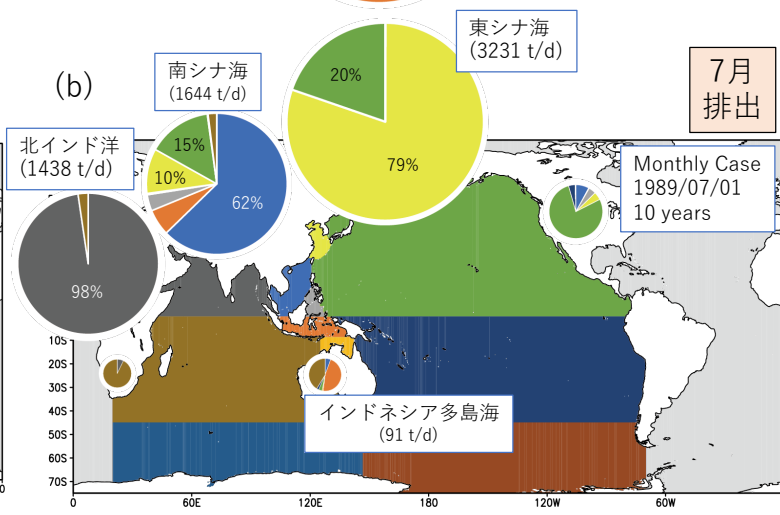 東シナ海
(3231 t/d)
7月
排出
南シナ海
(1644 t/d)
(b)
20%
79%
北インド洋
(1438 t/d)
15%
10%
62%
98%
Monthly Case
1989/07/01
10 years
10S
20S
30S
40S
50S
60S
70S
インドネシア多島海
(91 t/d)
0
60E
120E
180
120W
60W